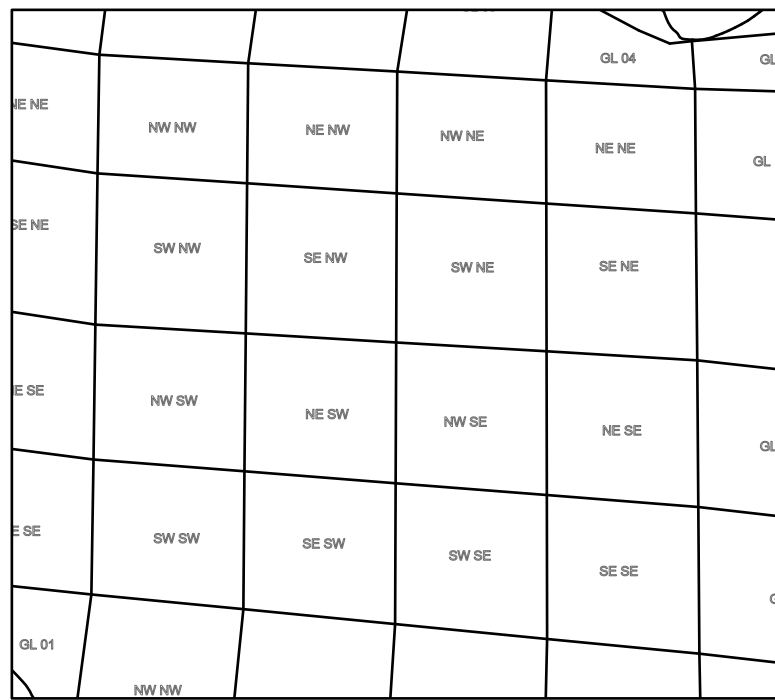 GL 04
GL
NE NE
NW NW
NE NW
NW NE
NE NE
GL
SE NE
SW NW
SE NW
SW NE
SE NE
E SE
NW SW
NE SW
NW SE
NE SE
GL
E SE
SW SW
SE SW
SW SE
SE SE
GL 01
NW NW